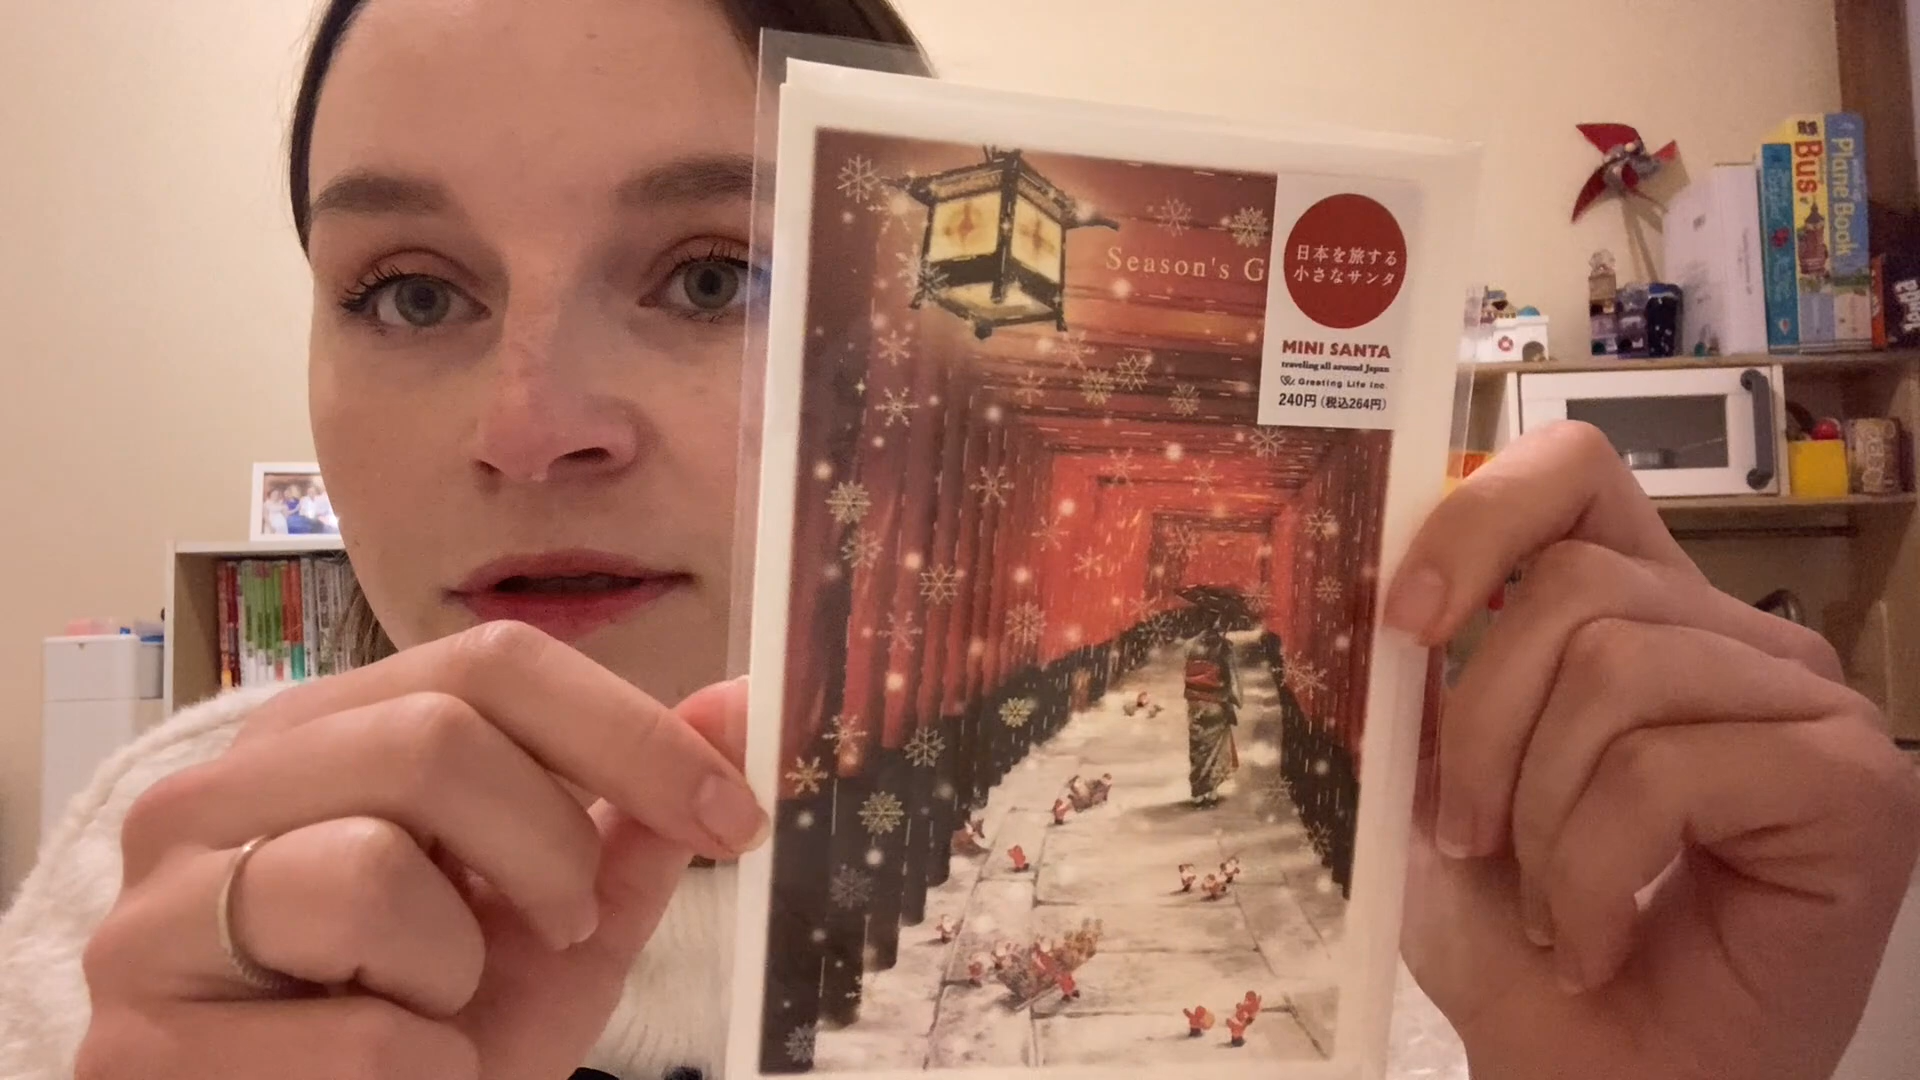 Season's G
日本を旅する
小さなサンタ
MINI SANTA
traveling all around Japan
Greeting Life Inc.
240円(税込264円)
Bus
Plane Book